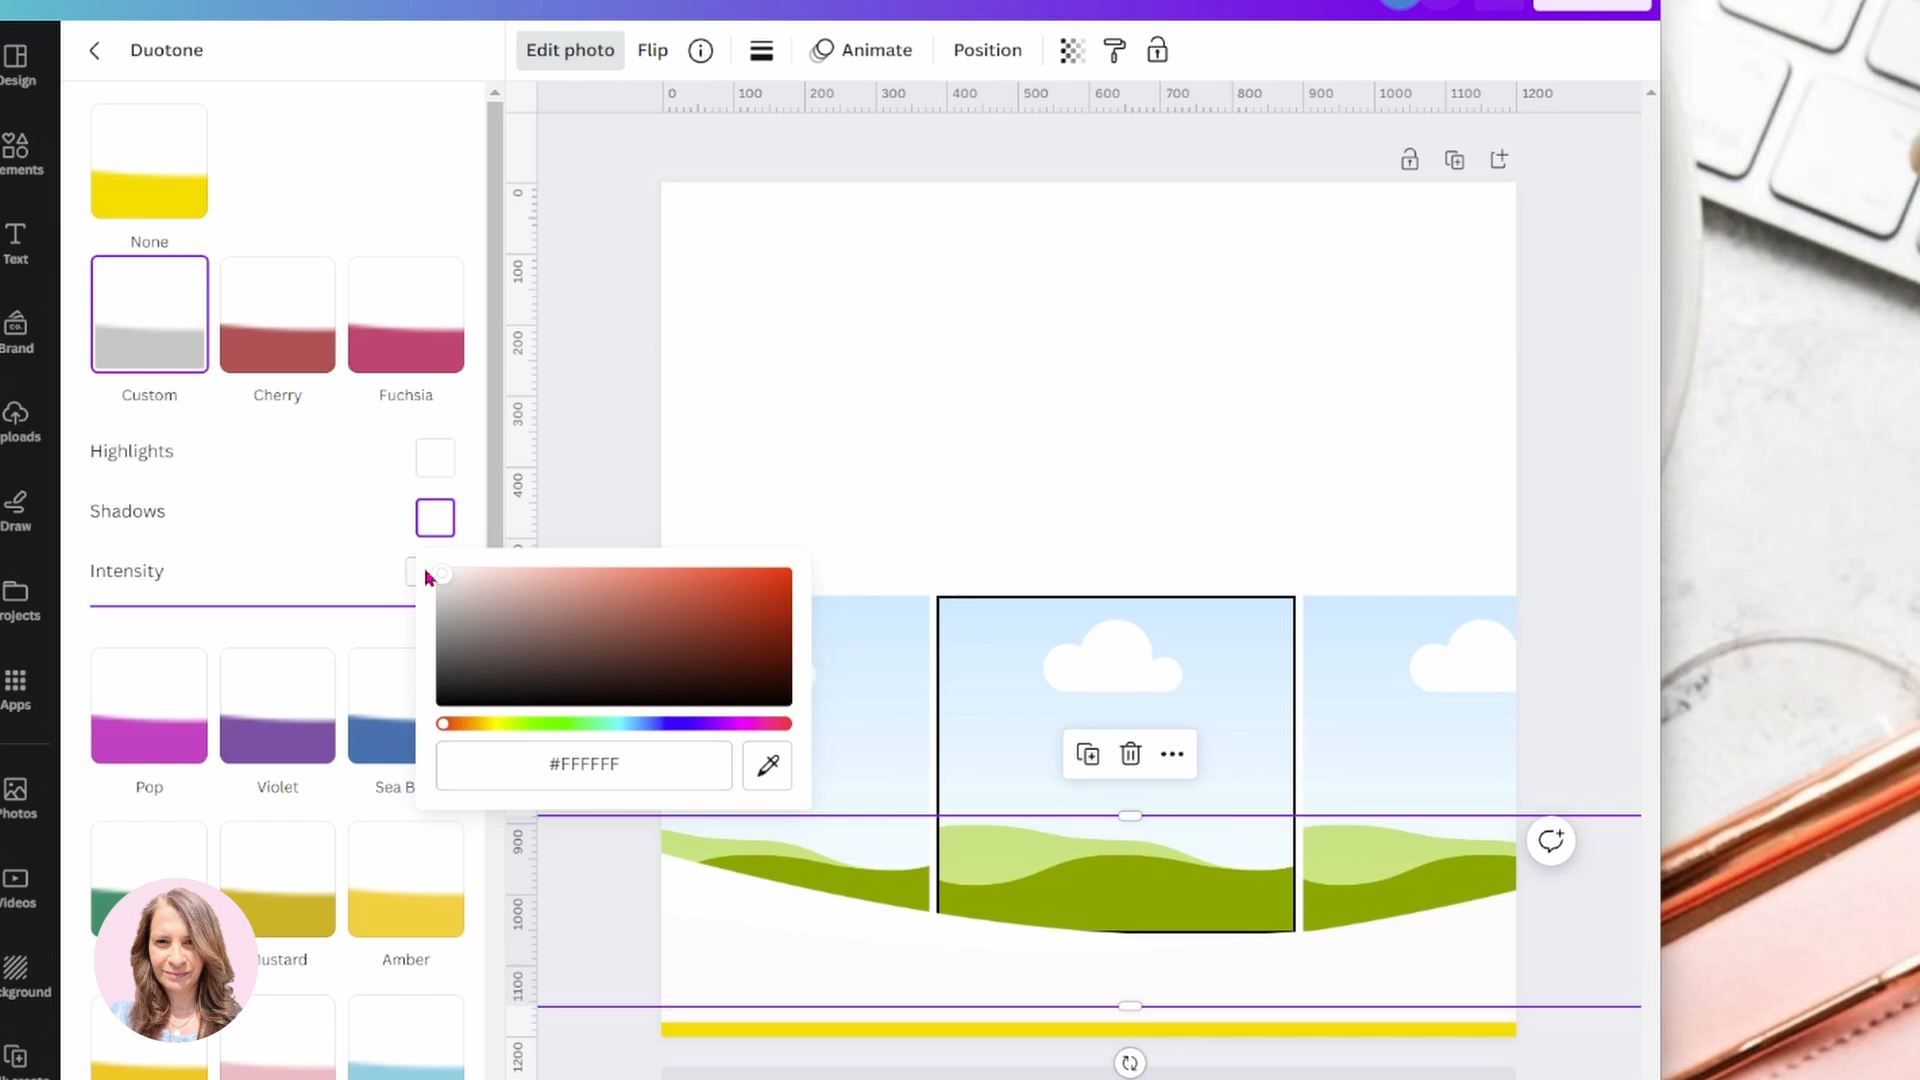 Duotone
Edit photo
Flip
Animate
Position
Design
ements
Text
Brand
ploads
Draw
rojects
Apps
Photos
Videos
ckground
None
Custom
Cherry
Fuchsia
Highlights
Shadows
Intensity
Pop
Violet
Sea B
ustard
Amber
#FFFFFF
0 100 200 300 400 500 600 700 800 900 1000 1100 1200
0
100
200
300
400
900
1000
1100
1200
CO.